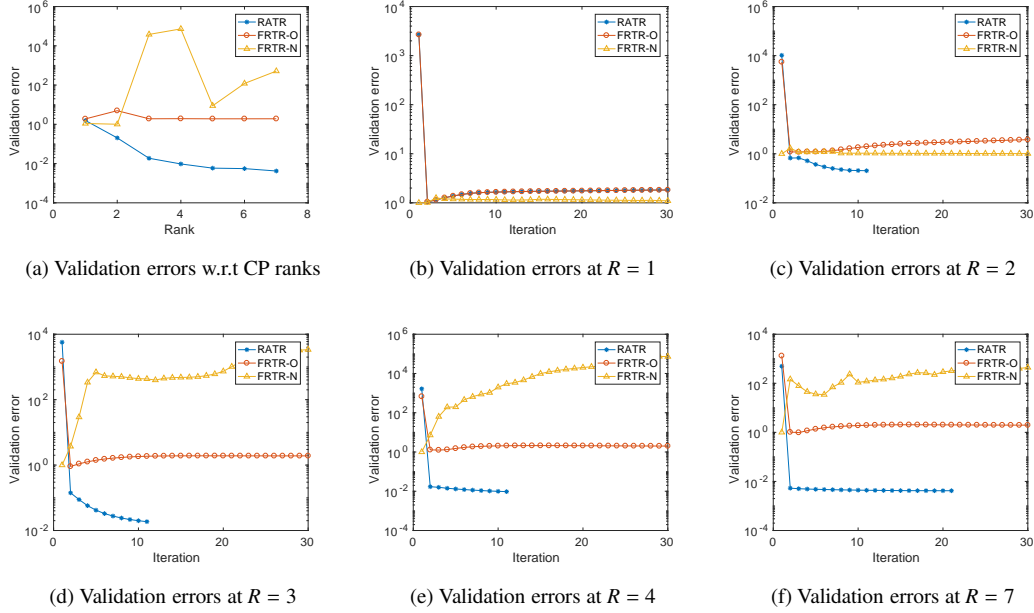 10^6
10^4
10^2
10^0
10^-2
10^-4
0
2
4
6
8
Rank
Validation error
RATR
FRTR-O
FRTR-N
(a) Validation errors w.r.t CP ranks
10^4
10^3
10^2
10^1
10^0
0
10
20
30
Iteration
Validation error
RATR
FRTR-O
FRTR-N
(b) Validation errors at R = 1
10^6
10^4
10^2
10^0
10^-2
0
10
20
30
Iteration
Validation error
RATR
FRTR-O
FRTR-N
(c) Validation errors at R = 2
10^4
10^2
10^0
10^-2
0
10
20
30
Iteration
Validation error
RATR
FRTR-O
FRTR-N
(d) Validation errors at R = 3
10^6
10^4
10^2
10^0
10^-2
10^-4
0
10
20
30
Iteration
Validation error
RATR
FRTR-O
FRTR-N
(e) Validation errors at R = 4
10^4
10^2
10^0
10^-2
10^-4
0
10
20
30
Iteration
Validation error
RATR
FRTR-O
FRTR-N
(f) Validation errors at R = 7